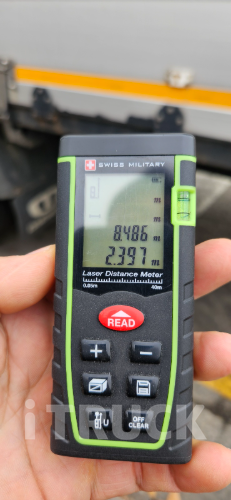 SWISS MILITARY
m
m
8.486 m
2.397 m
Laser Distance Meter
0.05m 40m
READ
+ -
OFF
CLEAR
iTRUCK